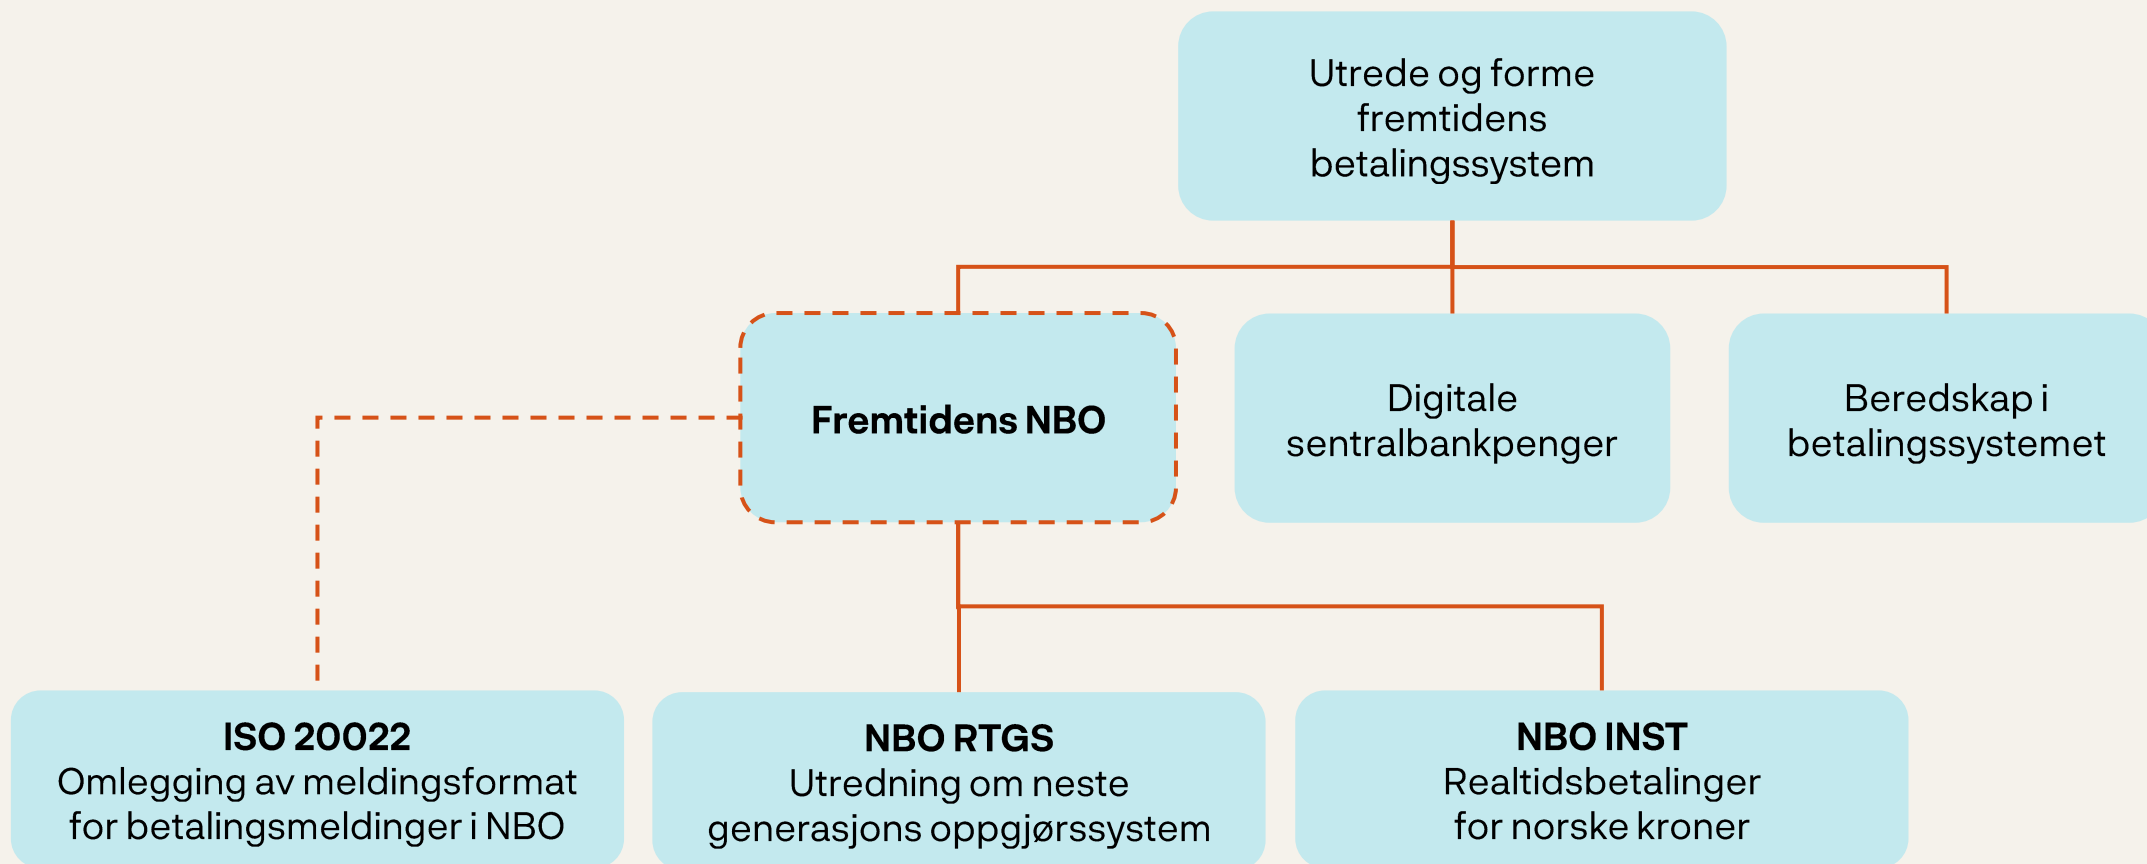 Utrede og forme
fremtidens
betalingssystem
Fremtidens NBO
Digitale
sentralbankpenger
Beredskap i
betalingssystemet
ISO 20022
Omlegging av meldingsformat
for betalingsmeldinger i NBO
NBO RTGS
Utredning om neste
generasjons oppgjørssystem
NBO INST
Realtidsbetalinger
for norske kroner